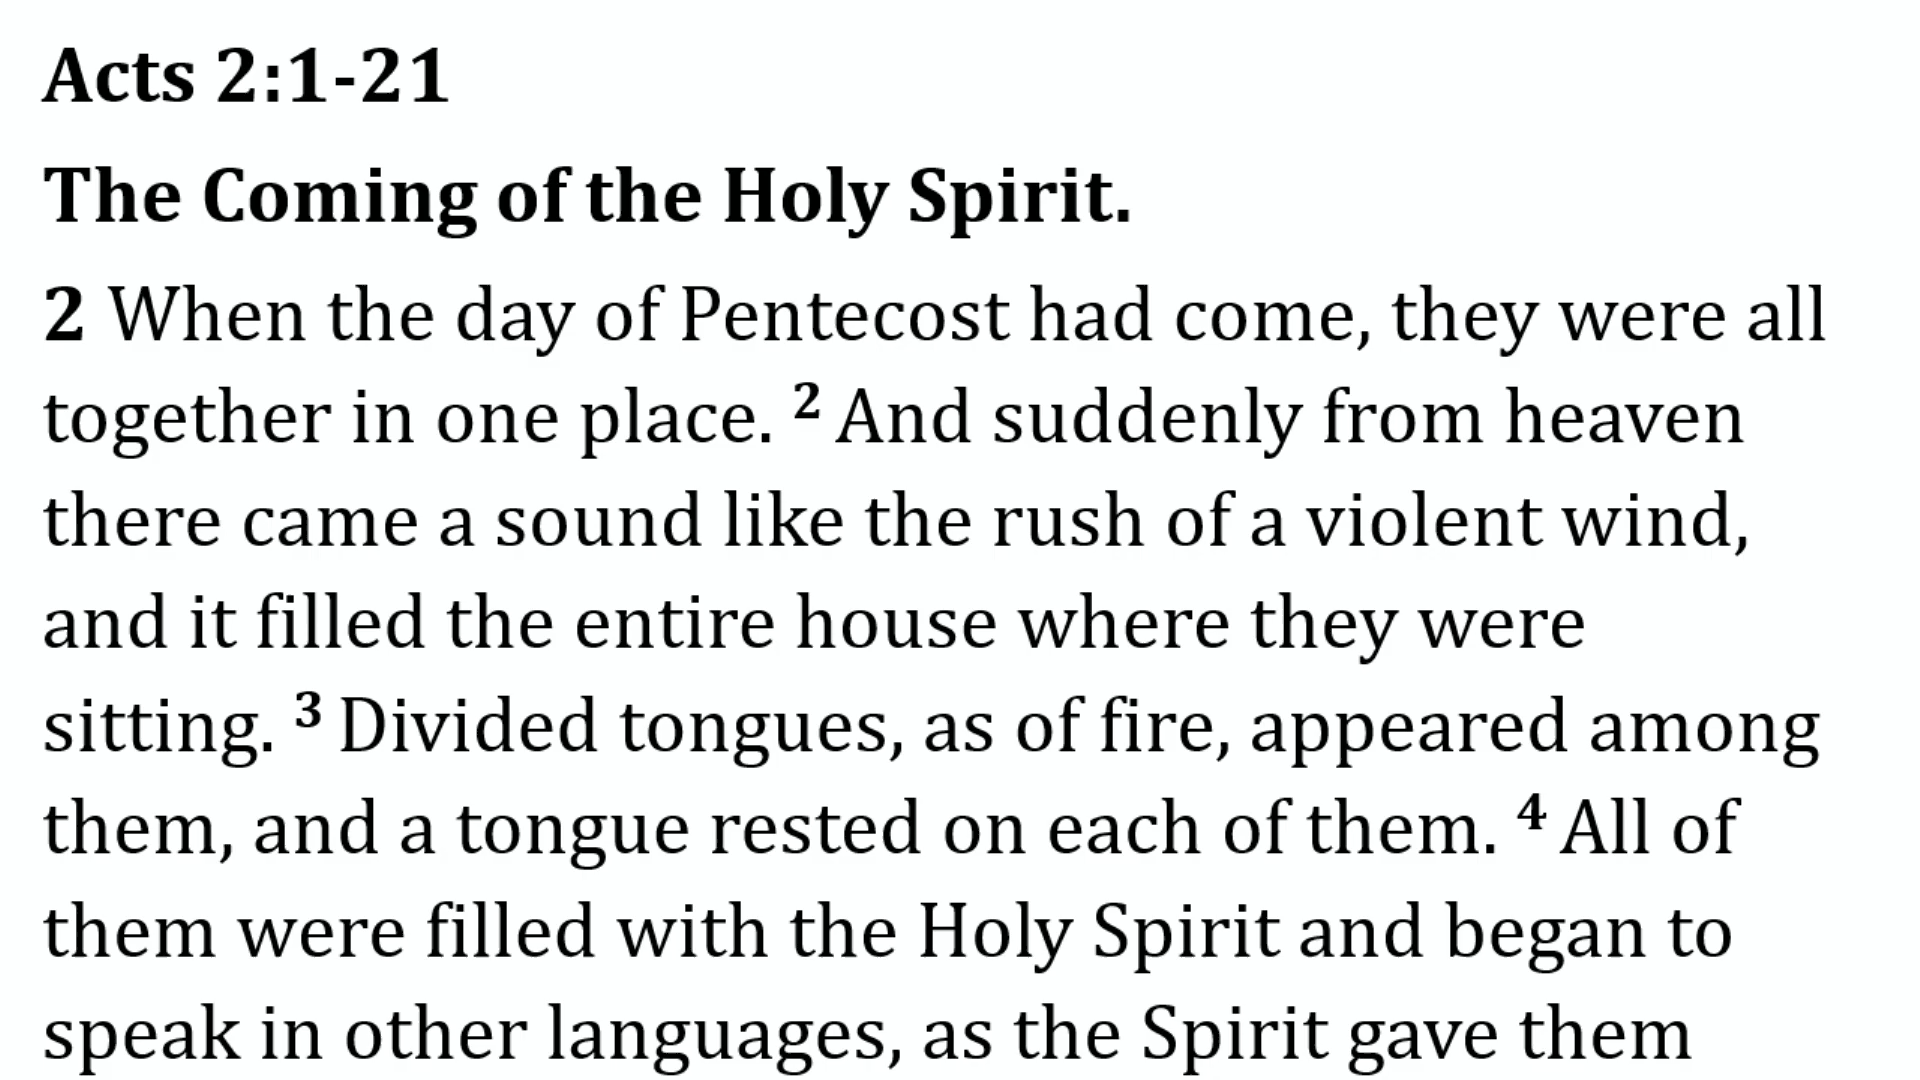 Acts 2:1-21
The Coming of the Holy Spirit.
2 When the day of Pentecost had come, they were all
together in one place. 2 And suddenly from heaven
there came a sound like the rush of a violent wind,
and it filled the entire house where they were
sitting. 3 Divided tongues, as of fire, appeared among
them, and a tongue rested on each of them. 4 All of
them were filled with the Holy Spirit and began to
speak in other languages, as the Spirit gave them